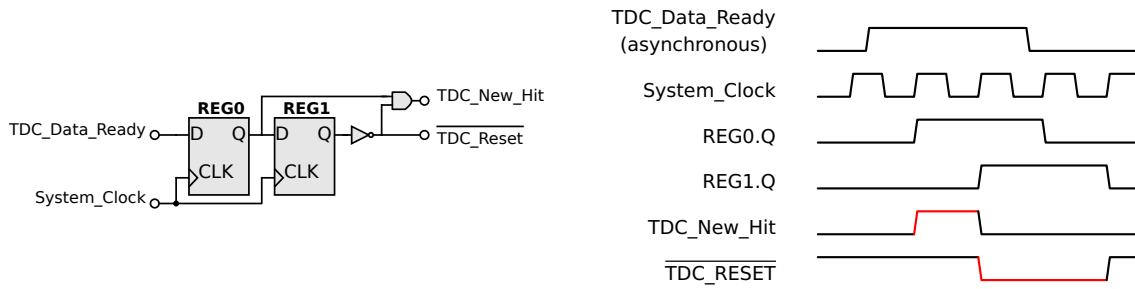 REG0
REG1
TDC_Data_Ready
D
Q
D
Q
CLK
CLK
System_Clock
TDC_New_Hit
TDC_Reset
TDC_Data_Ready
(asynchronous)
System_Clock
REG0.Q
REG1.Q
TDC_New_Hit
TDC_RESET